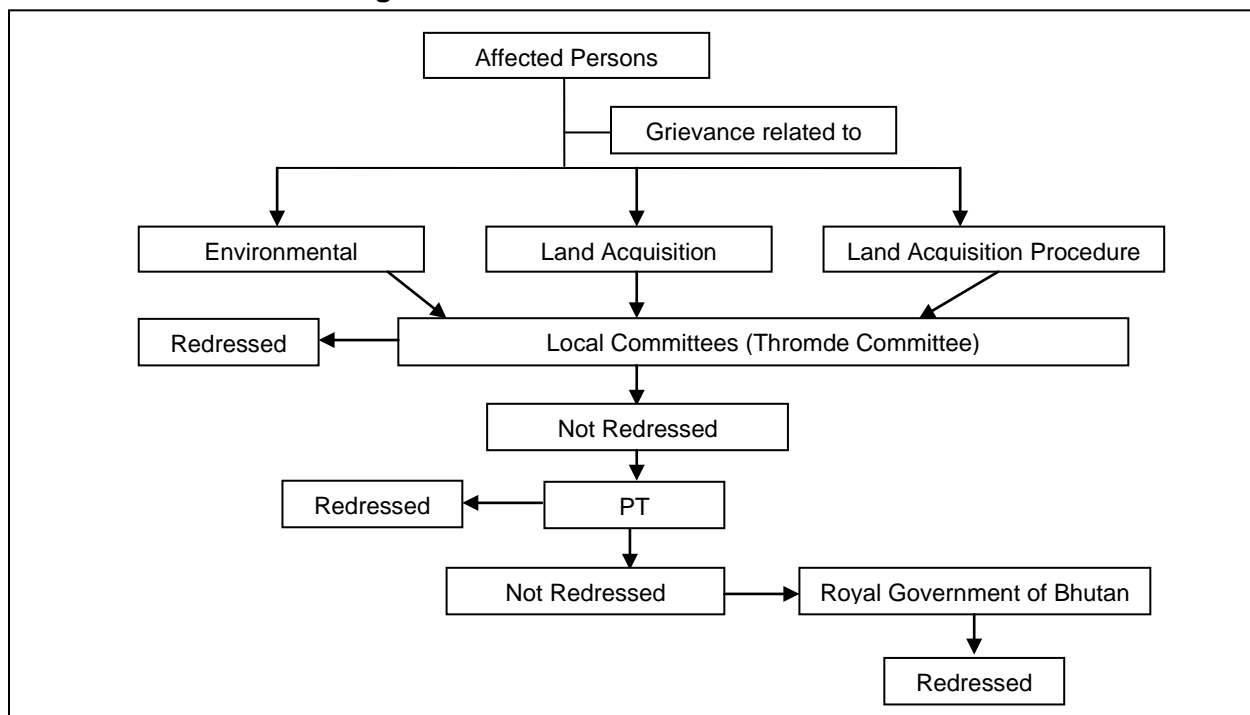 Affected Persons
Grievance related to
Environmental
Land Acquisition
Land Acquisition Procedure
Redressed
Local Committees (Thromde Committee)
Not Redressed
Redressed
PT
Not Redressed
Royal Government of Bhutan
Redressed